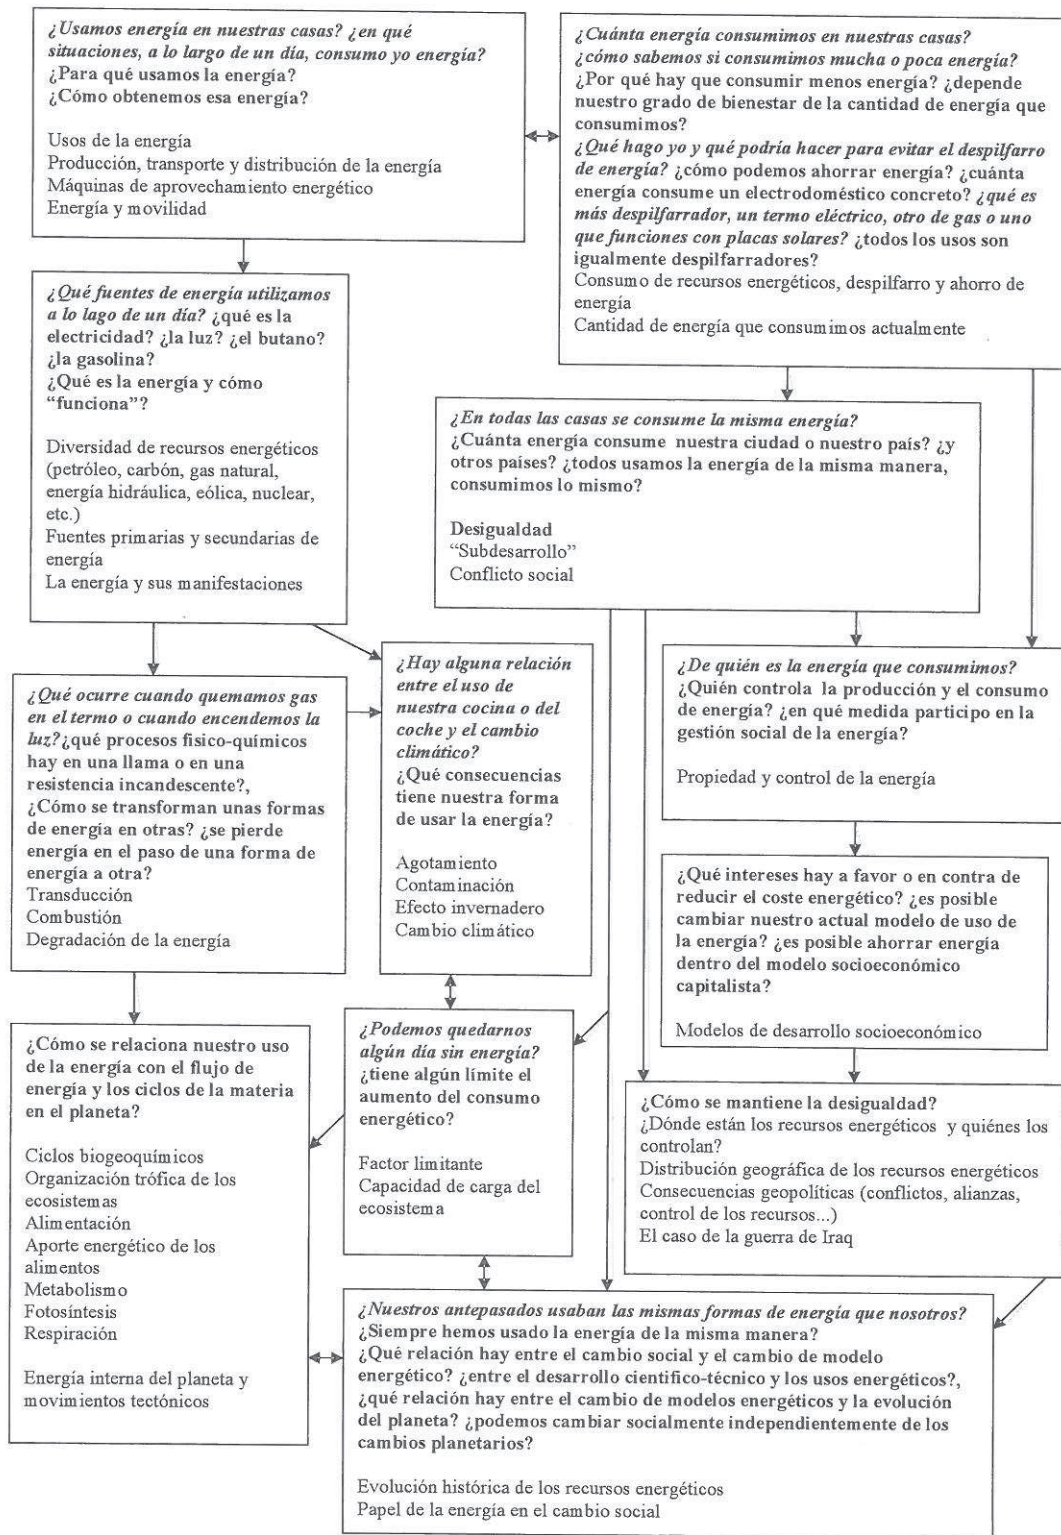 ¿Usamos energía en nuestras casas? ¿en qué
situaciones, a lo largo de un día, consumo yo energía?
¿Para qué usamos la energía?
¿Cómo obtenemos esa energía?
Usos de la energía
Producción, transporte y distribución de la energía
Máquinas de aprovechamiento energético
Energía y movilidad
¿Cuánta energía consumimos en nuestras casas?
¿cómo sabemos si consumimos mucha o poca energía?
¿Por qué hay que consumir menos energía? ¿depende
nuestro grado de bienestar de la cantidad de energía que
consumimos?
¿Qué hago yo y qué podría hacer para evitar el despilfarro
de energía? ¿cómo podemos ahorrar energía? ¿cuánta
energía consume un electrodoméstico concreto? ¿qué es
más despilfarrador, un termo eléctrico, otro de gas o uno
que funciones con placas solares? ¿todos los usos son
igualmente despilfarradores?
Consumo de recursos energéticos, despilfarro y ahorro de
energía
Cantidad de energía que consumimos actualmente
¿Qué fuentes de energía utilizamos
a lo lago de un día? ¿qué es la
electricidad? ¿la luz? ¿el butano?
¿la gasolina?
¿Qué es la energía y cómo
“funciona”?
Diversidad de recursos energéticos
(petróleo, carbón, gas natural,
energía hidráulica, eólica, nuclear,
etc.)
Fuentes primarias y secundarias de
energía
La energía y sus manifestaciones
¿En todas las casas se consume la misma energía?
¿Cuánta energía consume nuestra ciudad o nuestro país? ¿y
otros países? ¿todos usamos la energía de la misma manera,
consumimos lo mismo?
Desigualdad
“Subdesarrollo”
Conflicto social
¿Qué ocurre cuando quemamos gas
en el termo o cuando encendemos la
luz?¿qué procesos fisico-químicos
hay en una llama o en una
resistencia incandescente?,
¿Cómo se transforman unas formas
de energía en otras? ¿se pierde
energía en el paso de una forma de
energía a otra?
Transducción
Combustión
Degradación de la energía
¿Hay alguna relación
entre el uso de
nuestra cocina o del
coche y el cambio
climático?
¿Qué consecuencias
tiene nuestra forma
de usar la energía?
Agotamiento
Contaminación
Efecto invernadero
Cambio climático
¿De quién es la energía que consumimos?
¿Quién controla la producción y el consumo
de energía? ¿en qué medida participo en la
gestión social de la energía?
Propiedad y control de la energía
¿Qué intereses hay a favor o en contra de
reducir el coste energético? ¿es posible
cambiar nuestro actual modelo de uso de
la energía? ¿es posible ahorrar energía
dentro del modelo socioeconómico
capitalista?
Modelos de desarrollo socioeconómico
¿Cómo se relaciona nuestro uso
de la energía con el flujo de
energía y los ciclos de la materia
en el planeta?
Ciclos biogeoquímicos
Organización trófica de los
ecosistemas
Alimentación
Aporte energético de los
alimentos
Metabolismo
Fotosíntesis
Respiración
Energía interna del planeta y
movimientos tectónicos
¿Podemos quedarnos
algún día sin energía?
¿tiene algún límite el
aumento del consumo
energético?
Factor limitante
Capacidad de carga del
ecosistema
¿Cómo se mantiene la desigualdad?
¿Dónde están los recursos energéticos y quiénes los
controlan?
Distribución geográfica de los recursos energéticos
Consecuencias geopolíticas (conflictos, alianzas,
control de los recursos...)
El caso de la guerra de Iraq
¿Nuestros antepasados usaban las mismas formas de energía que nosotros?
¿Siempre hemos usado la energía de la misma manera?
¿Qué relación hay entre el cambio social y el cambio de modelo
energético? ¿entre el desarrollo científico-técnico y los usos energéticos?,
¿qué relación hay entre el cambio de modelos energéticos y la evolución
del planeta? ¿podemos cambiar socialmente independientemente de los
cambios planetarios?
Evolución histórica de los recursos energéticos
Papel de la energía en el cambio social